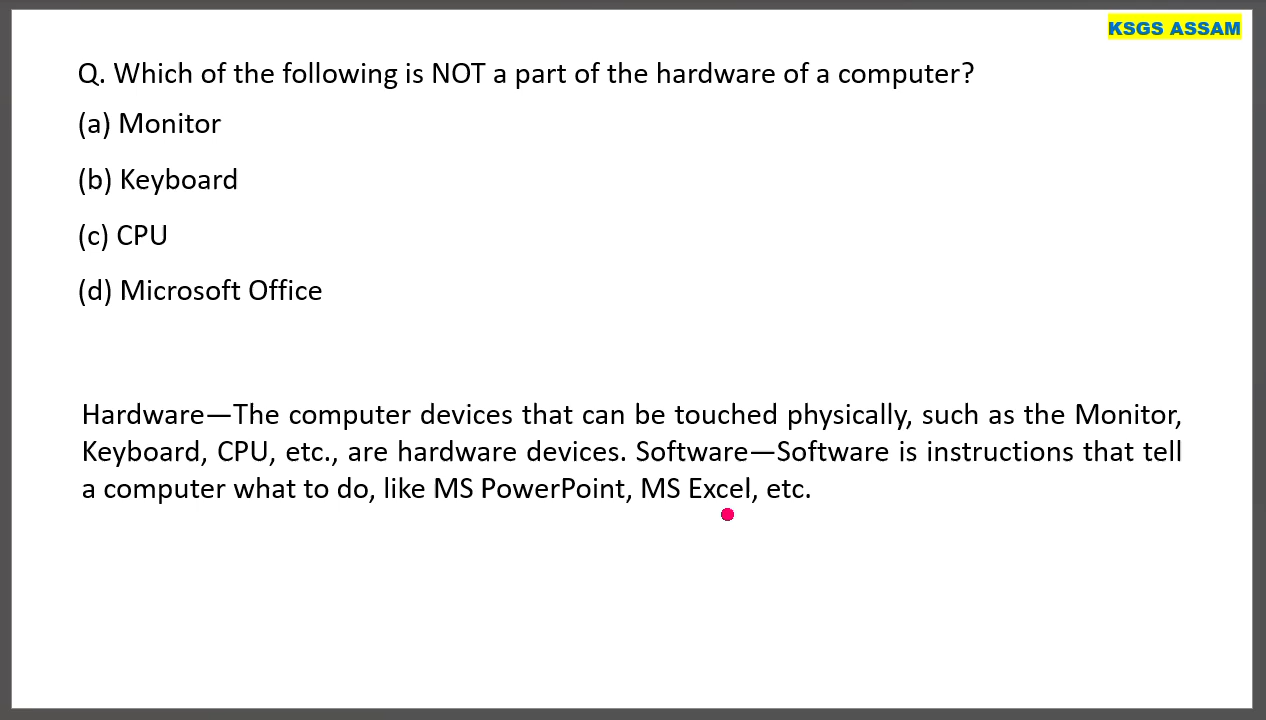 KSGS ASSAM
Q. Which of the following is NOT a part of the hardware of a computer?
(a) Monitor
(b) Keyboard
(c) CPU
(d) Microsoft Office
Hardware—The computer devices that can be touched physically, such as the Monitor,
Keyboard, CPU, etc., are hardware devices. Software—Software is instructions that tell
a computer what to do, like MS PowerPoint, MS Excel, etc.